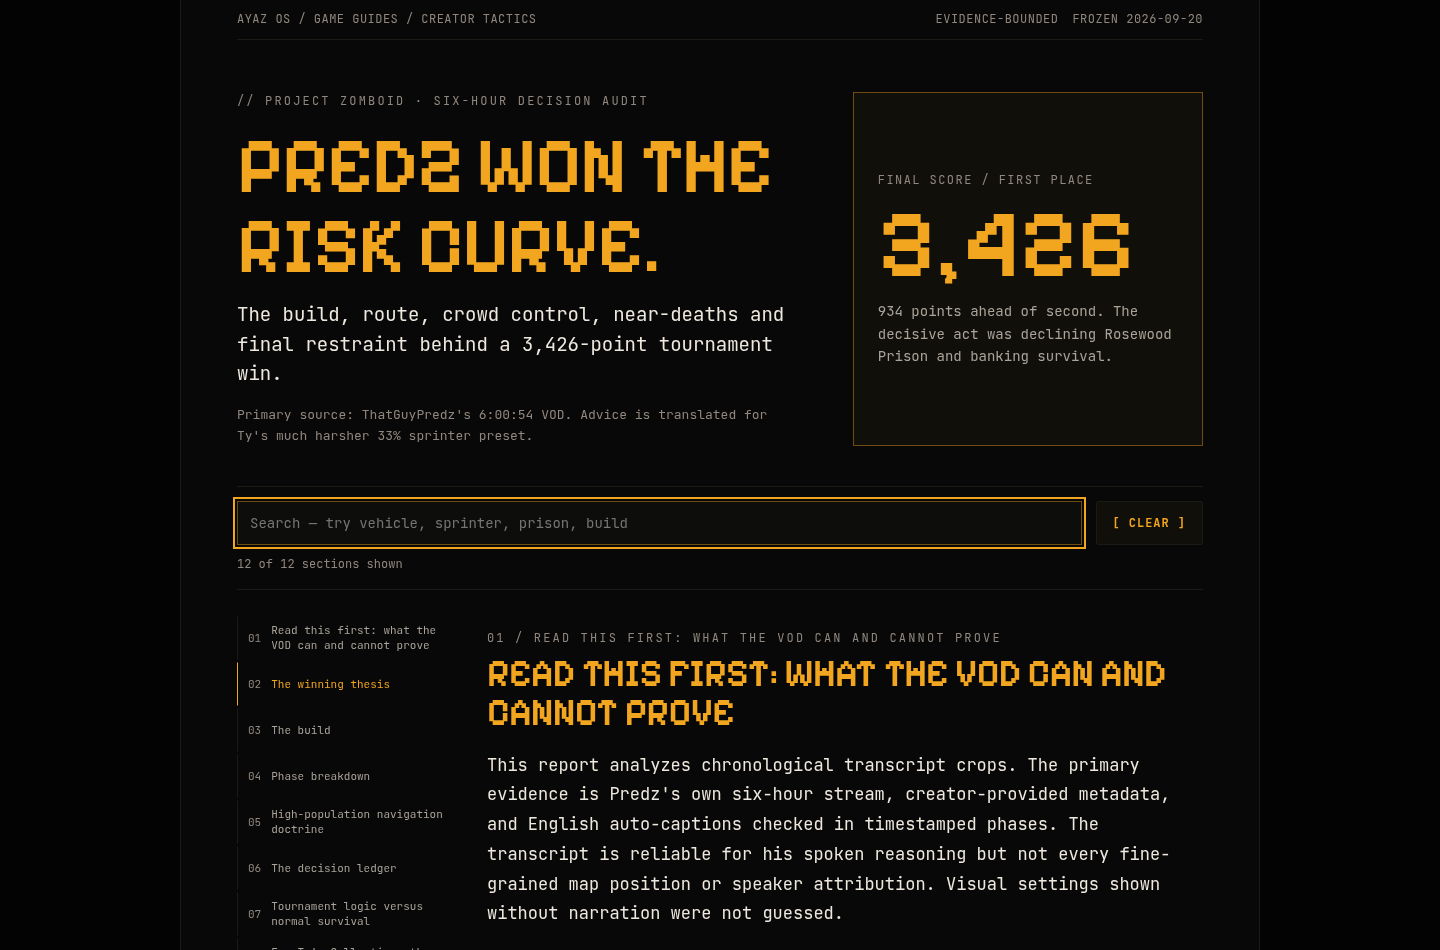 AYAZ OS / GAME GUIDES / CREATOR TACTICS
EVIDENCE-BOUNDED FROZEN 2026-09-20
// PROJECT ZOMBOID · SIX-HOUR DECISION AUDIT
PREDZ WON THE
RISK CURVE.
The build, route, crowd control, near-deaths and
final restraint behind a 3,426-point tournament
win.
Primary source: ThatGuyPredz's 6:00:54 VOD. Advice is translated for
Ty's much harsher 33% sprinter preset.
FINAL SCORE / FIRST PLACE
3,426
934 points ahead of second. The
decisive act was declining Rosewood
Prison and banking survival.
Search — try vehicle, sprinter, prison, build
[ CLEAR ]
12 of 12 sections shown
01 Read this first: what the
VOD can and cannot prove
02 The winning thesis
03 The build
04 Phase breakdown
05 High-population navigation
doctrine
06 The decision ledger
07 Tournament logic versus
normal survival
01 / READ THIS FIRST: WHAT THE VOD CAN AND CANNOT PROVE
READ THIS FIRST: WHAT THE VOD CAN AND
CANNOT PROVE
This report analyzes chronological transcript crops. The primary
evidence is Predz's own six-hour stream, creator-provided metadata,
and English auto-captions checked in timestamped phases. The
transcript is reliable for his spoken reasoning but not every fine-
grained map position or speaker attribution. Visual settings shown
without narration were not guessed.